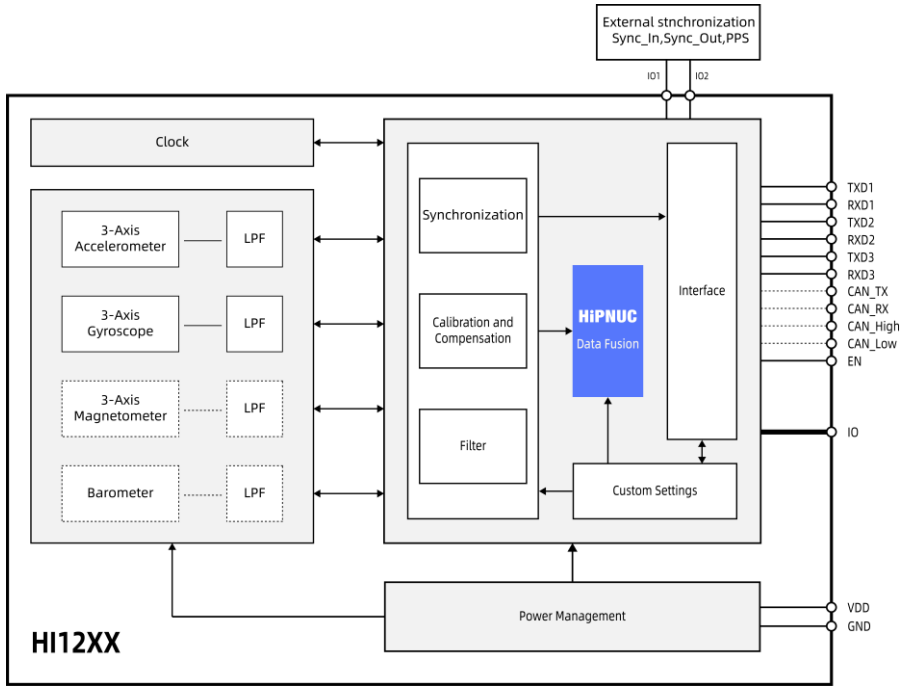 External stnchronization
Sync_In,Sync_Out,PPS
IO1
IO2
Clock
3-Axis
Accelerometer
LPF
3-Axis
Gyroscope
LPF
3-Axis
Magnetometer
LPF
Barometer
LPF
Synchronization
Calibration and
Compensation
Filter
HiPNUC
Data Fusion
Interface
Custom Settings
TXD1
RXD1
TXD2
RXD2
TXD3
RXD3
CAN_TX
CAN_RX
CAN_High
CAN_Low
EN
IO
Power Management
VDD
GND
HI12XX